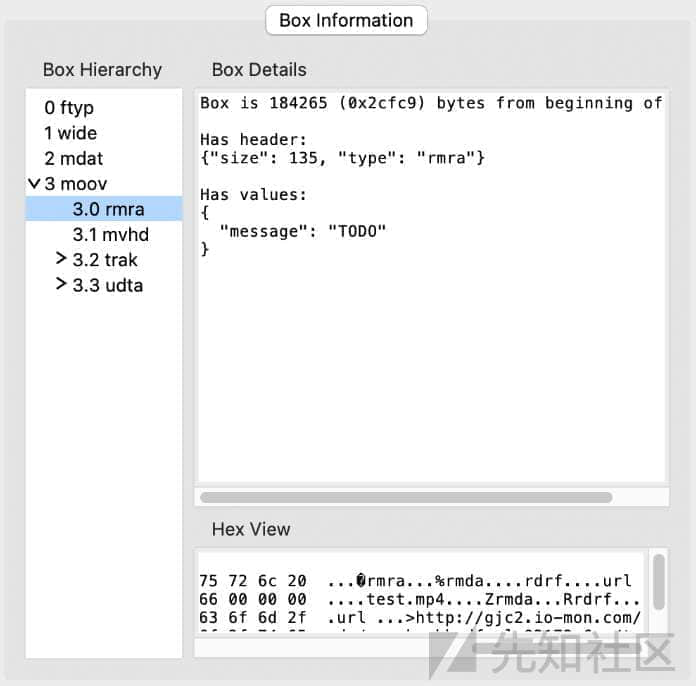 Box Information
Box Hierarchy
Box Details
0 ftyp
1 wide
2 mdat
3 moov
3.0 rmra
3.1 mvhd
3.2 trak
3.3 udta
Box is 184265 (0x2cfc9) bytes from beginning of
Has header:
{"size": 135, "type": "rmra"}
Has values:
{
"message": "TODO"
}
Hex View
75 72 6c 20 ...�rmra...%rmda....rdrf....url
66 00 00 00 ....test.mp4....Zrmda...Rrdrf...
63 6f 6d 2f .url ...>http://gjc2.io-mon.com/
先知社区